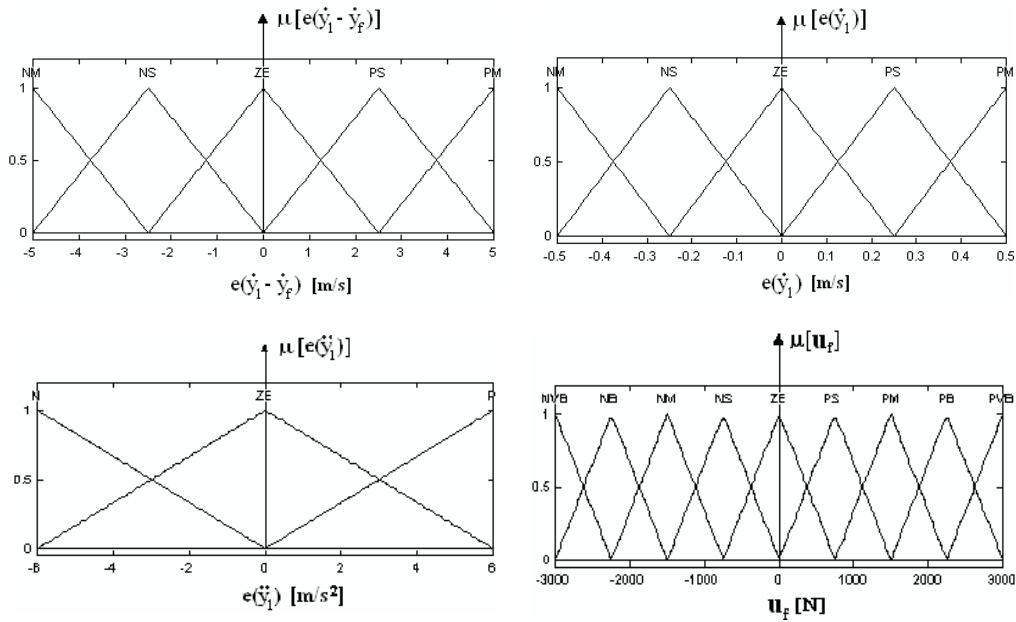 μ [e(ẏ₁ - ẏf)]
NM NS ZE PS PM
1
0.5
0
-5 -4 -3 -2 -1 0 1 2 3 4 5
e(ẏ₁ - ẏf) [m/s]
μ [e(ẏ₁)]
NM NS ZE PS PM
1
0.5
0
-0.5 -0.4 -0.3 -0.2 -0.1 0 0.1 0.2 0.3 0.4 0.5
e(ẏ₁) [m/s]
μ [e(ÿ₁)]
N ZE P
1
0.5
0
-6 -4 -2 0 2 4 6
e(ÿ₁) [m/s²]
μ[uf]
NVB NB NM NS ZE PS PM PB PVB
1
0.5
0
-3000 -2000 -1000 0 1000 2000 3000
uf [N]